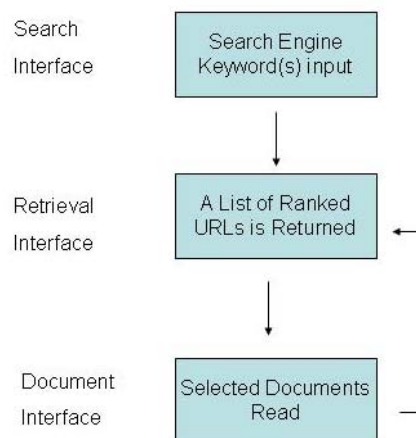 Search
Interface
Search Engine
Keyword(s) input
Retrieval
Interface
A List of Ranked
URLs is Returned
Document
Interface
Selected Documents
Read